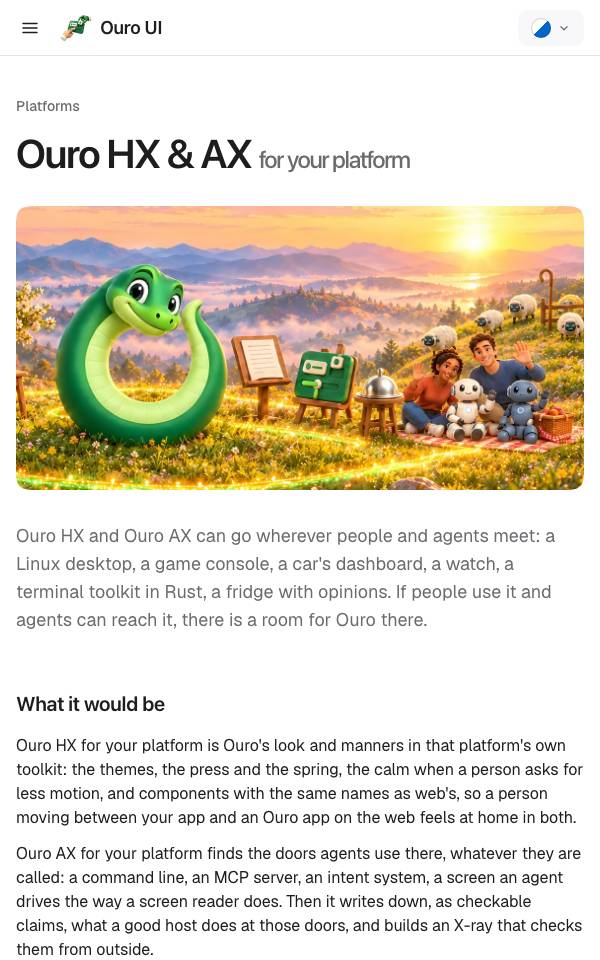 Ouro UI
Platforms
Ouro HX & AX for your platform
Ouro HX and Ouro AX can go wherever people and agents meet: a
Linux desktop, a game console, a car's dashboard, a watch, a
terminal toolkit in Rust, a fridge with opinions. If people use it and
agents can reach it, there is a room for Ouro there.
What it would be
Ouro HX for your platform is Ouro's look and manners in that platform's own
toolkit: the themes, the press and the spring, the calm when a person asks for
less motion, and components with the same names as web's, so a person
moving between your app and an Ouro app on the web feels at home in both.
Ouro AX for your platform finds the doors agents use there, whatever they are
called: a command line, an MCP server, an intent system, a screen an agent
drives the way a screen reader does. Then it writes down, as checkable
claims, what a good host does at those doors, and builds an X-ray that checks
them from outside.